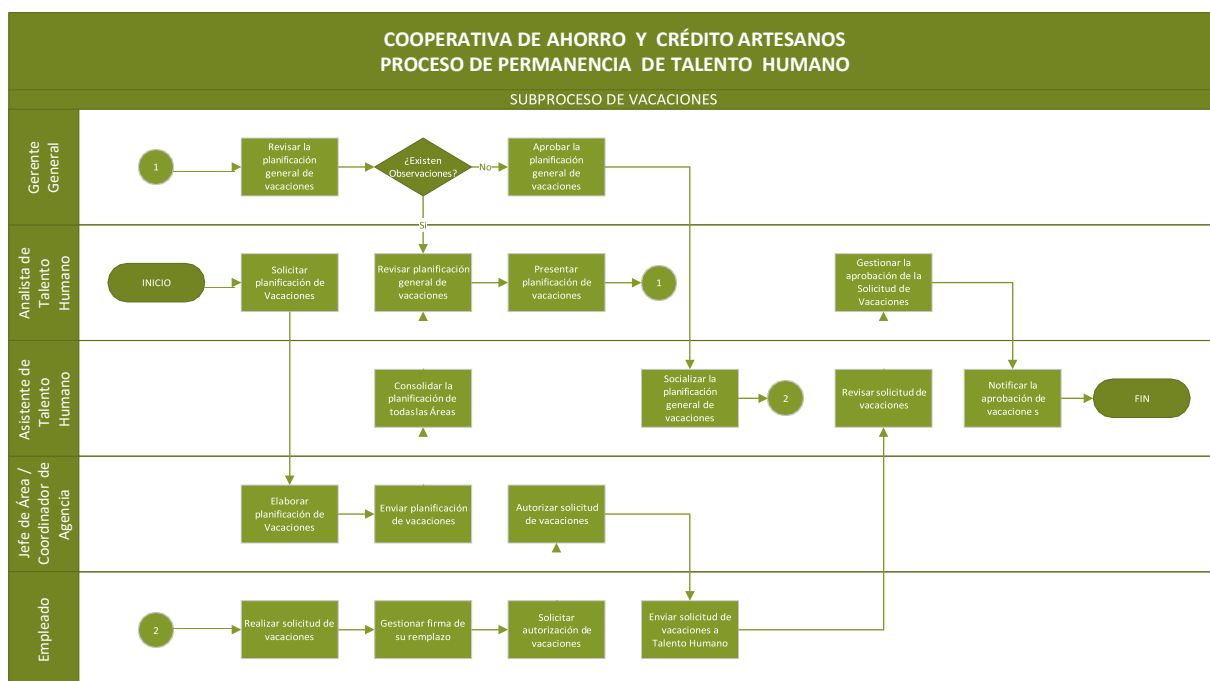 COOPERATIVA DE AHORRO Y CRÉDITO ARTESANOS
PROCESO DE PERMANENCIA DE TALENTO HUMANO
SUBPROCESO DE VACACIONES
Gerente
General
1
Revisar la
planificación
general de
vacaciones
¿Existen
Observaciones?
No
Si
Aprobar la
planificación
general de
vacaciones
Analista de
Talento
Humano
INICIO
Solicitar
planificación de
Vacaciones
Revisar planificación
general de
vacaciones
Presentar
planificación de
vacaciones
1
Gestionar la
aprobación de la
Solicitud de
Vacaciones
Asistente de
Talento
Humano
Consolidar la
planificación de
todas las Áreas
Socializar la
planificación
general de
vacaciones
2
Revisar solicitud de
vacaciones
Notificar la
aprobación de
vacacione s
FIN
Jefe de Área /
Coordinador de
Agencia
Elaborar
planificación de
Vacaciones
Enviar planificación
de vacaciones
Autorizar solicitud
de vacaciones
Empleado
2
Realizar solicitud de
vacaciones
Gestionar firma de
su remplazo
Solicitar
autorización de
vacaciones
Enviar solicitud de
vacaciones a
Talento Humano